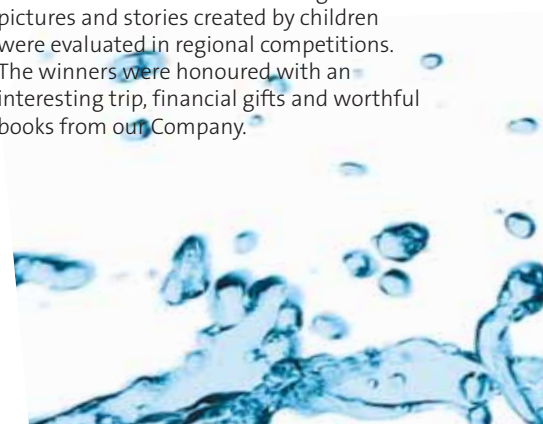 pictures and stories created by children
were evaluated in regional competitions.
The winners were honoured with an
interesting trip, financial gifts and worthful
books from our Company.